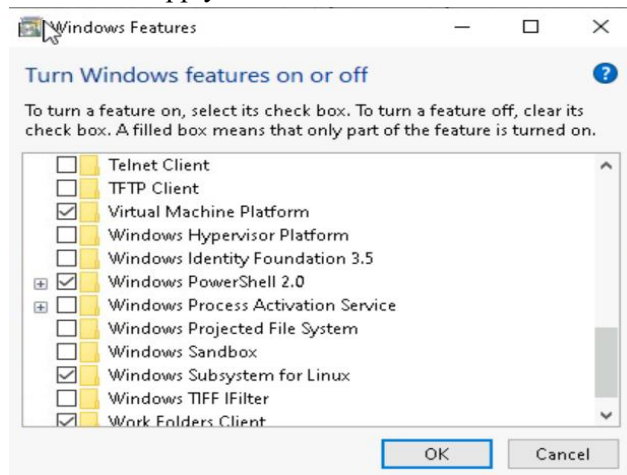 Windows Features
Turn Windows features on or off
To turn a feature on, select its check box. To turn a feature off, clear its
check box. A filled box means that only part of the feature is turned on.
Telnet Client
TFTP Client
Virtual Machine Platform
Windows Hypervisor Platform
Windows Identity Foundation 3.5
Windows PowerShell 2.0
Windows Process Activation Service
Windows Projected File System
Windows Sandbox
Windows Subsystem for Linux
Windows TIFF IFilter
Work Folders Client
OK Cancel